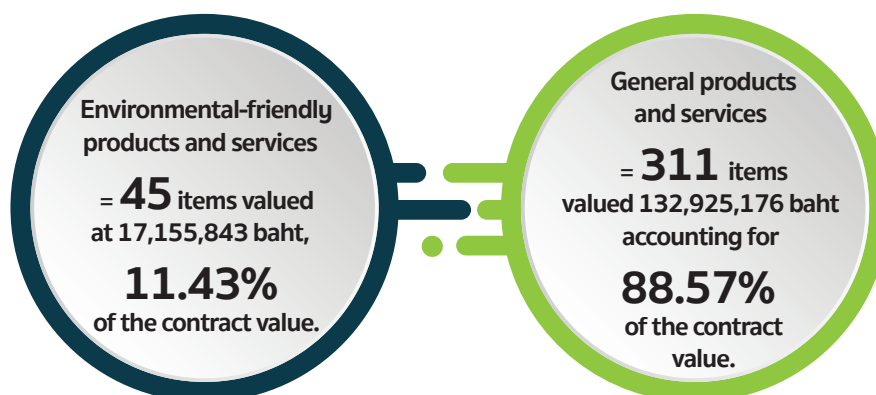 Environmental-friendly
products and services
= 45 items valued
at 17,155,843 baht,
11.43%
of the contract value.
General products
and services
= 311 items
valued 132,925,176 baht
accounting for
88.57%
of the contract
value.